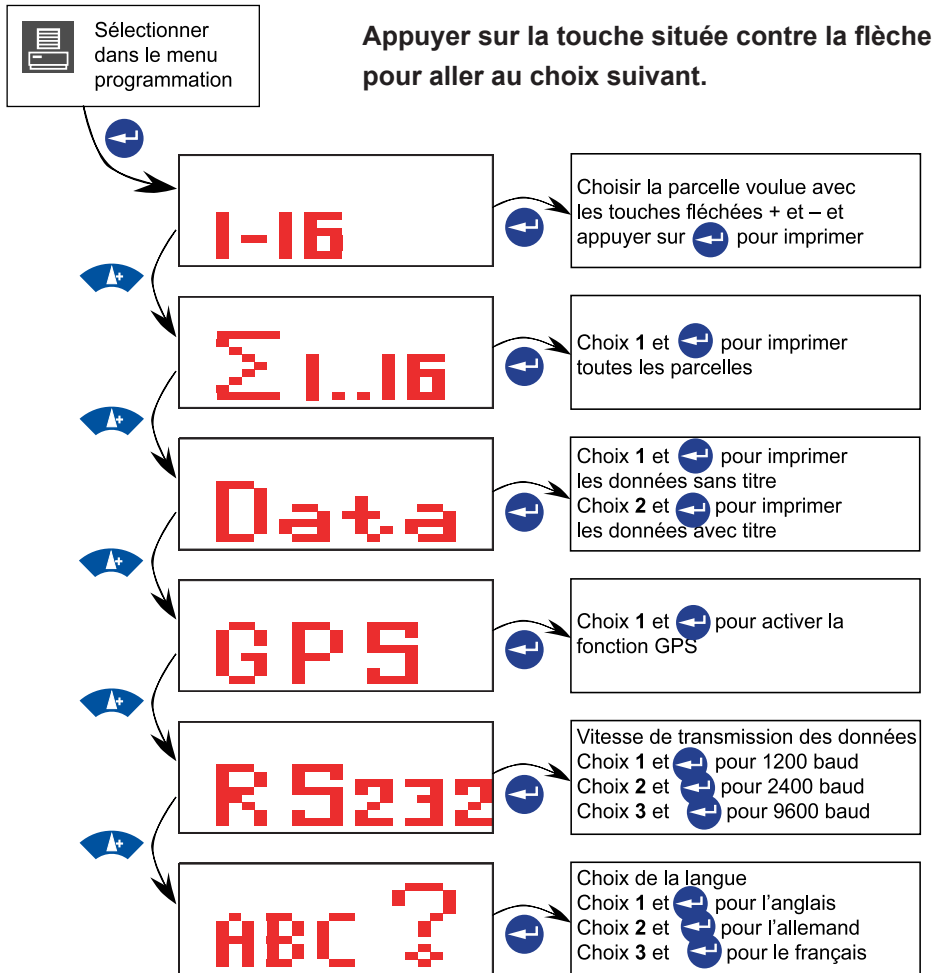 Sélectionner
dans le menu
programmation
Appuyer sur la touche située contre la flèche
pour aller au choix suivant.
1-16
Choisir la parcelle voulue avec
les touches fléchées + et – et
appuyer sur pour imprimer
Σ 1..16
Choix 1 et pour imprimer
toutes les parcelles
Data
Choix 1 et pour imprimer
les données sans titre
Choix 2 et pour imprimer
les données avec titre
GPS
Choix 1 et pour activer la
fonction GPS
RS232
Vitesse de transmission des données
Choix 1 et pour 1200 baud
Choix 2 et pour 2400 baud
Choix 3 et pour 9600 baud
ABC ?
Choix de la langue
Choix 1 et pour l'anglais
Choix 2 et pour l'allemand
Choix 3 et pour le français